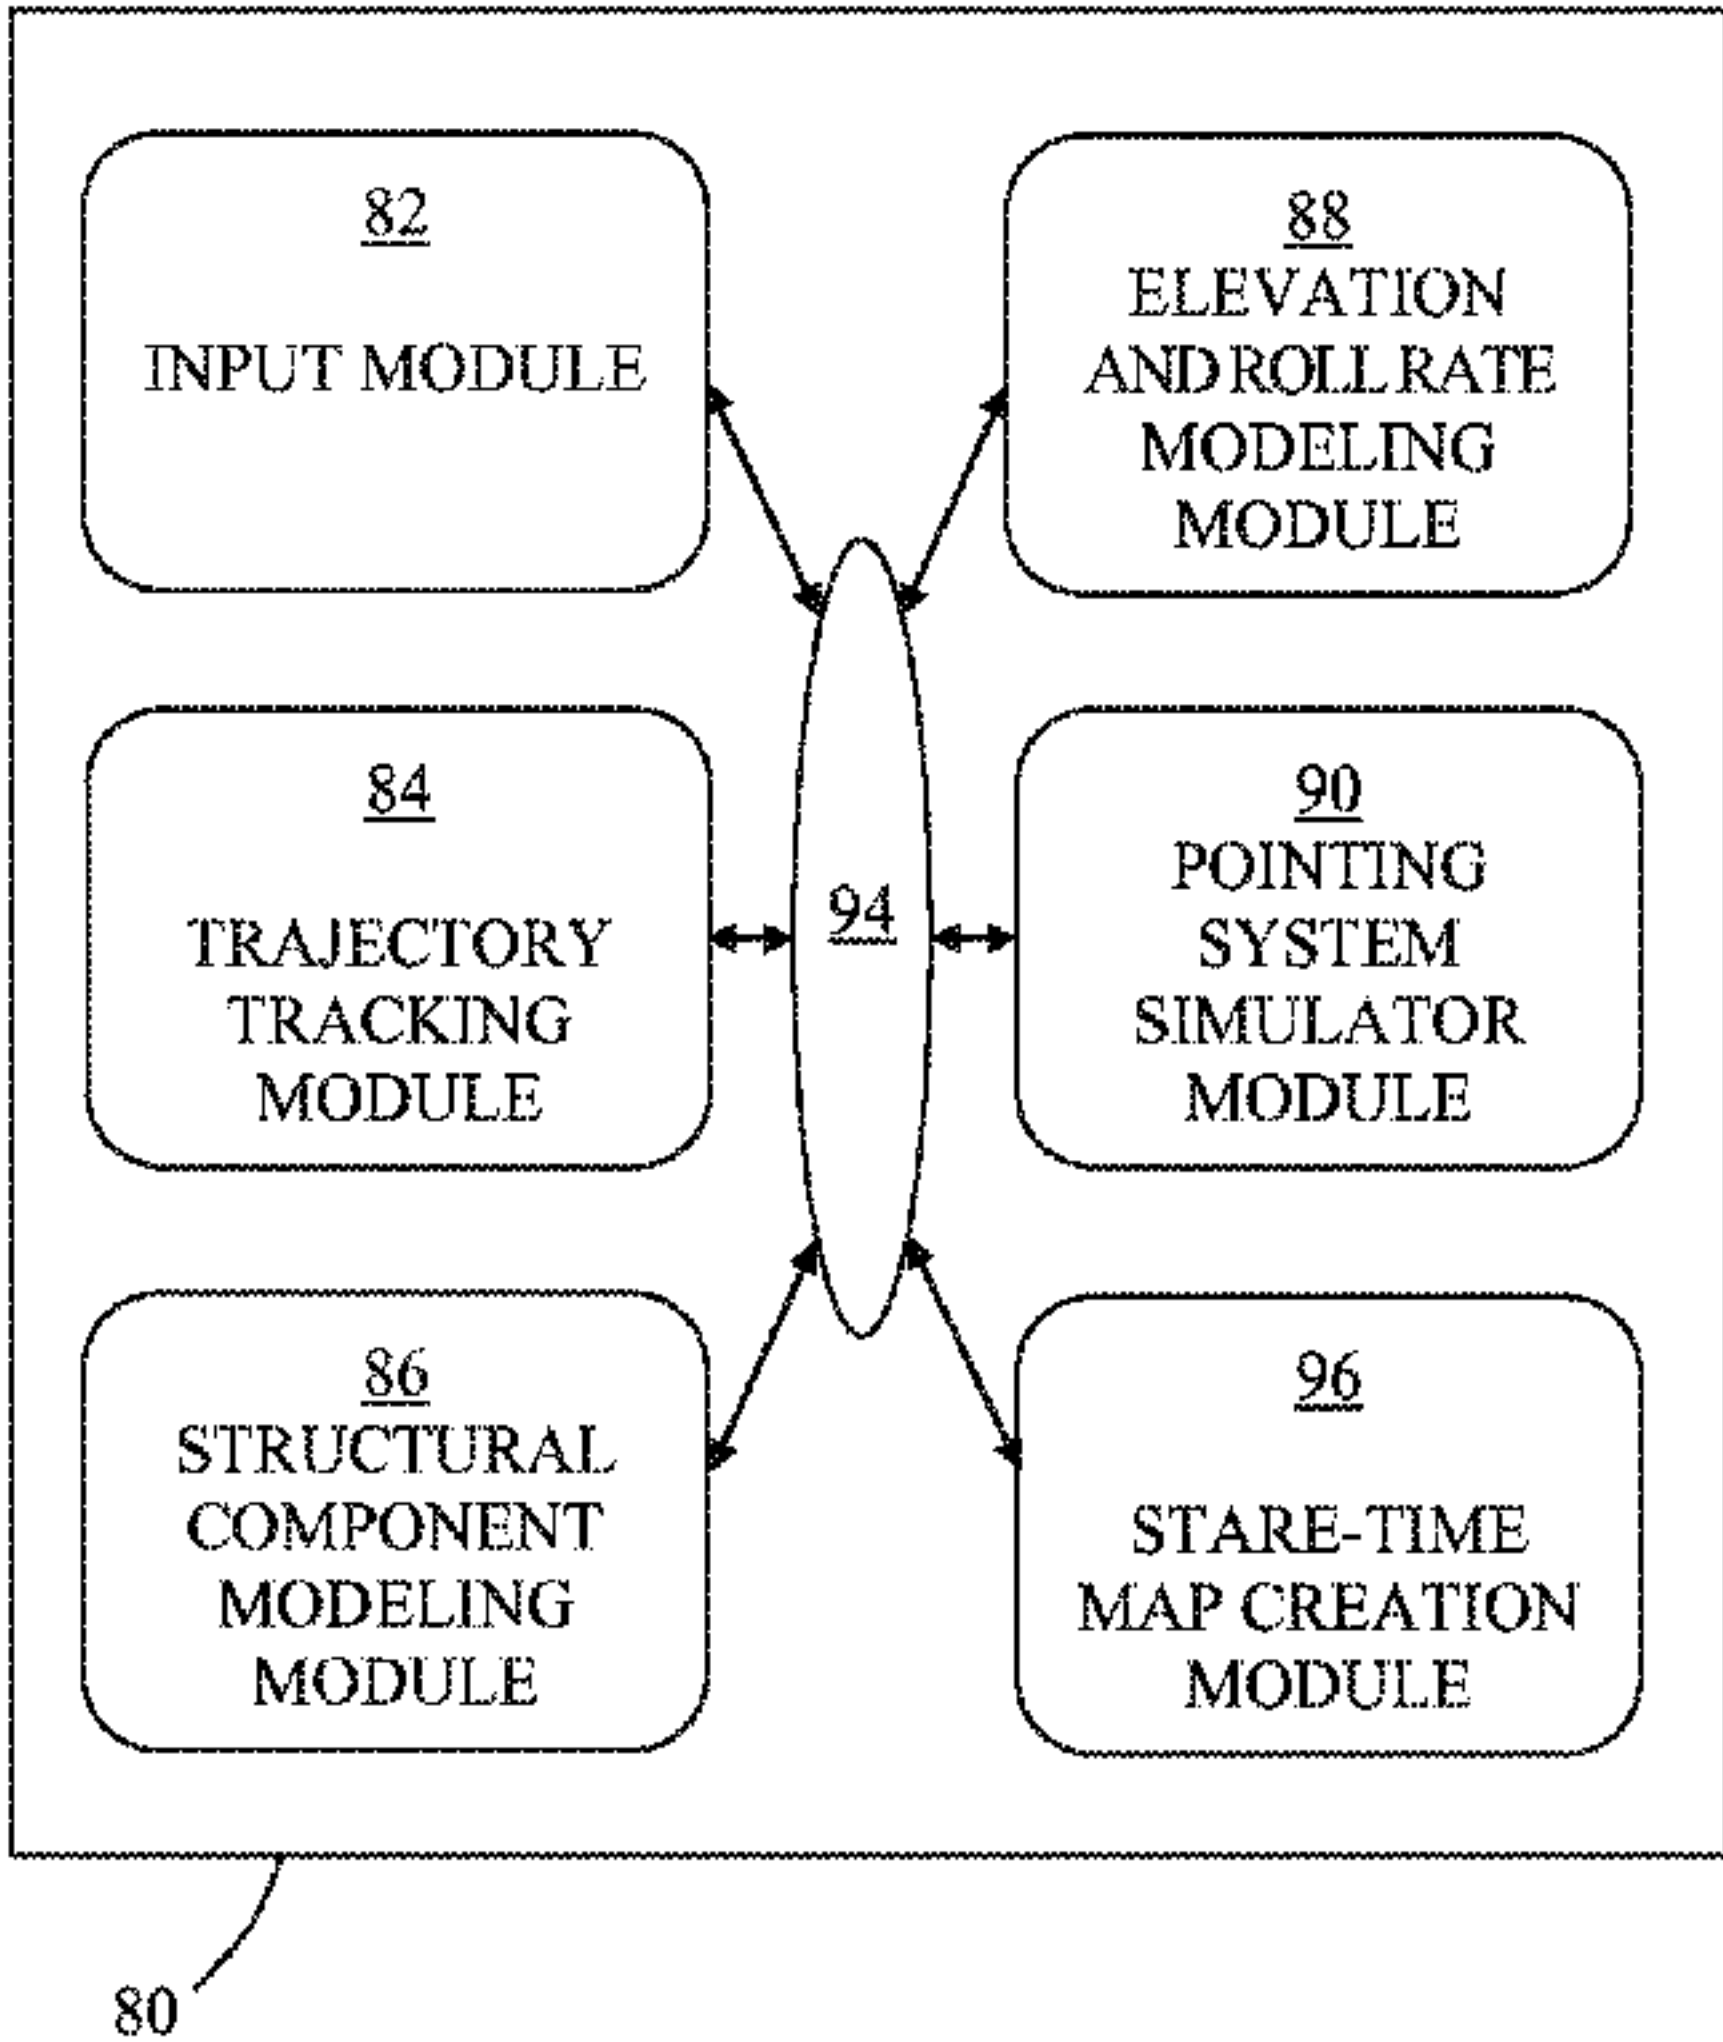 82
INPUT MODULE
88
ELEVATION
AND ROLL RATE
MODELING
MODULE
84
TRAJECTORY
TRACKING
MODULE
94
90
POINTING
SYSTEM
SIMULATOR
MODULE
86
STRUCTURAL
COMPONENT
MODELING
MODULE
96
STARE-TIME
MAP CREATION
MODULE
80